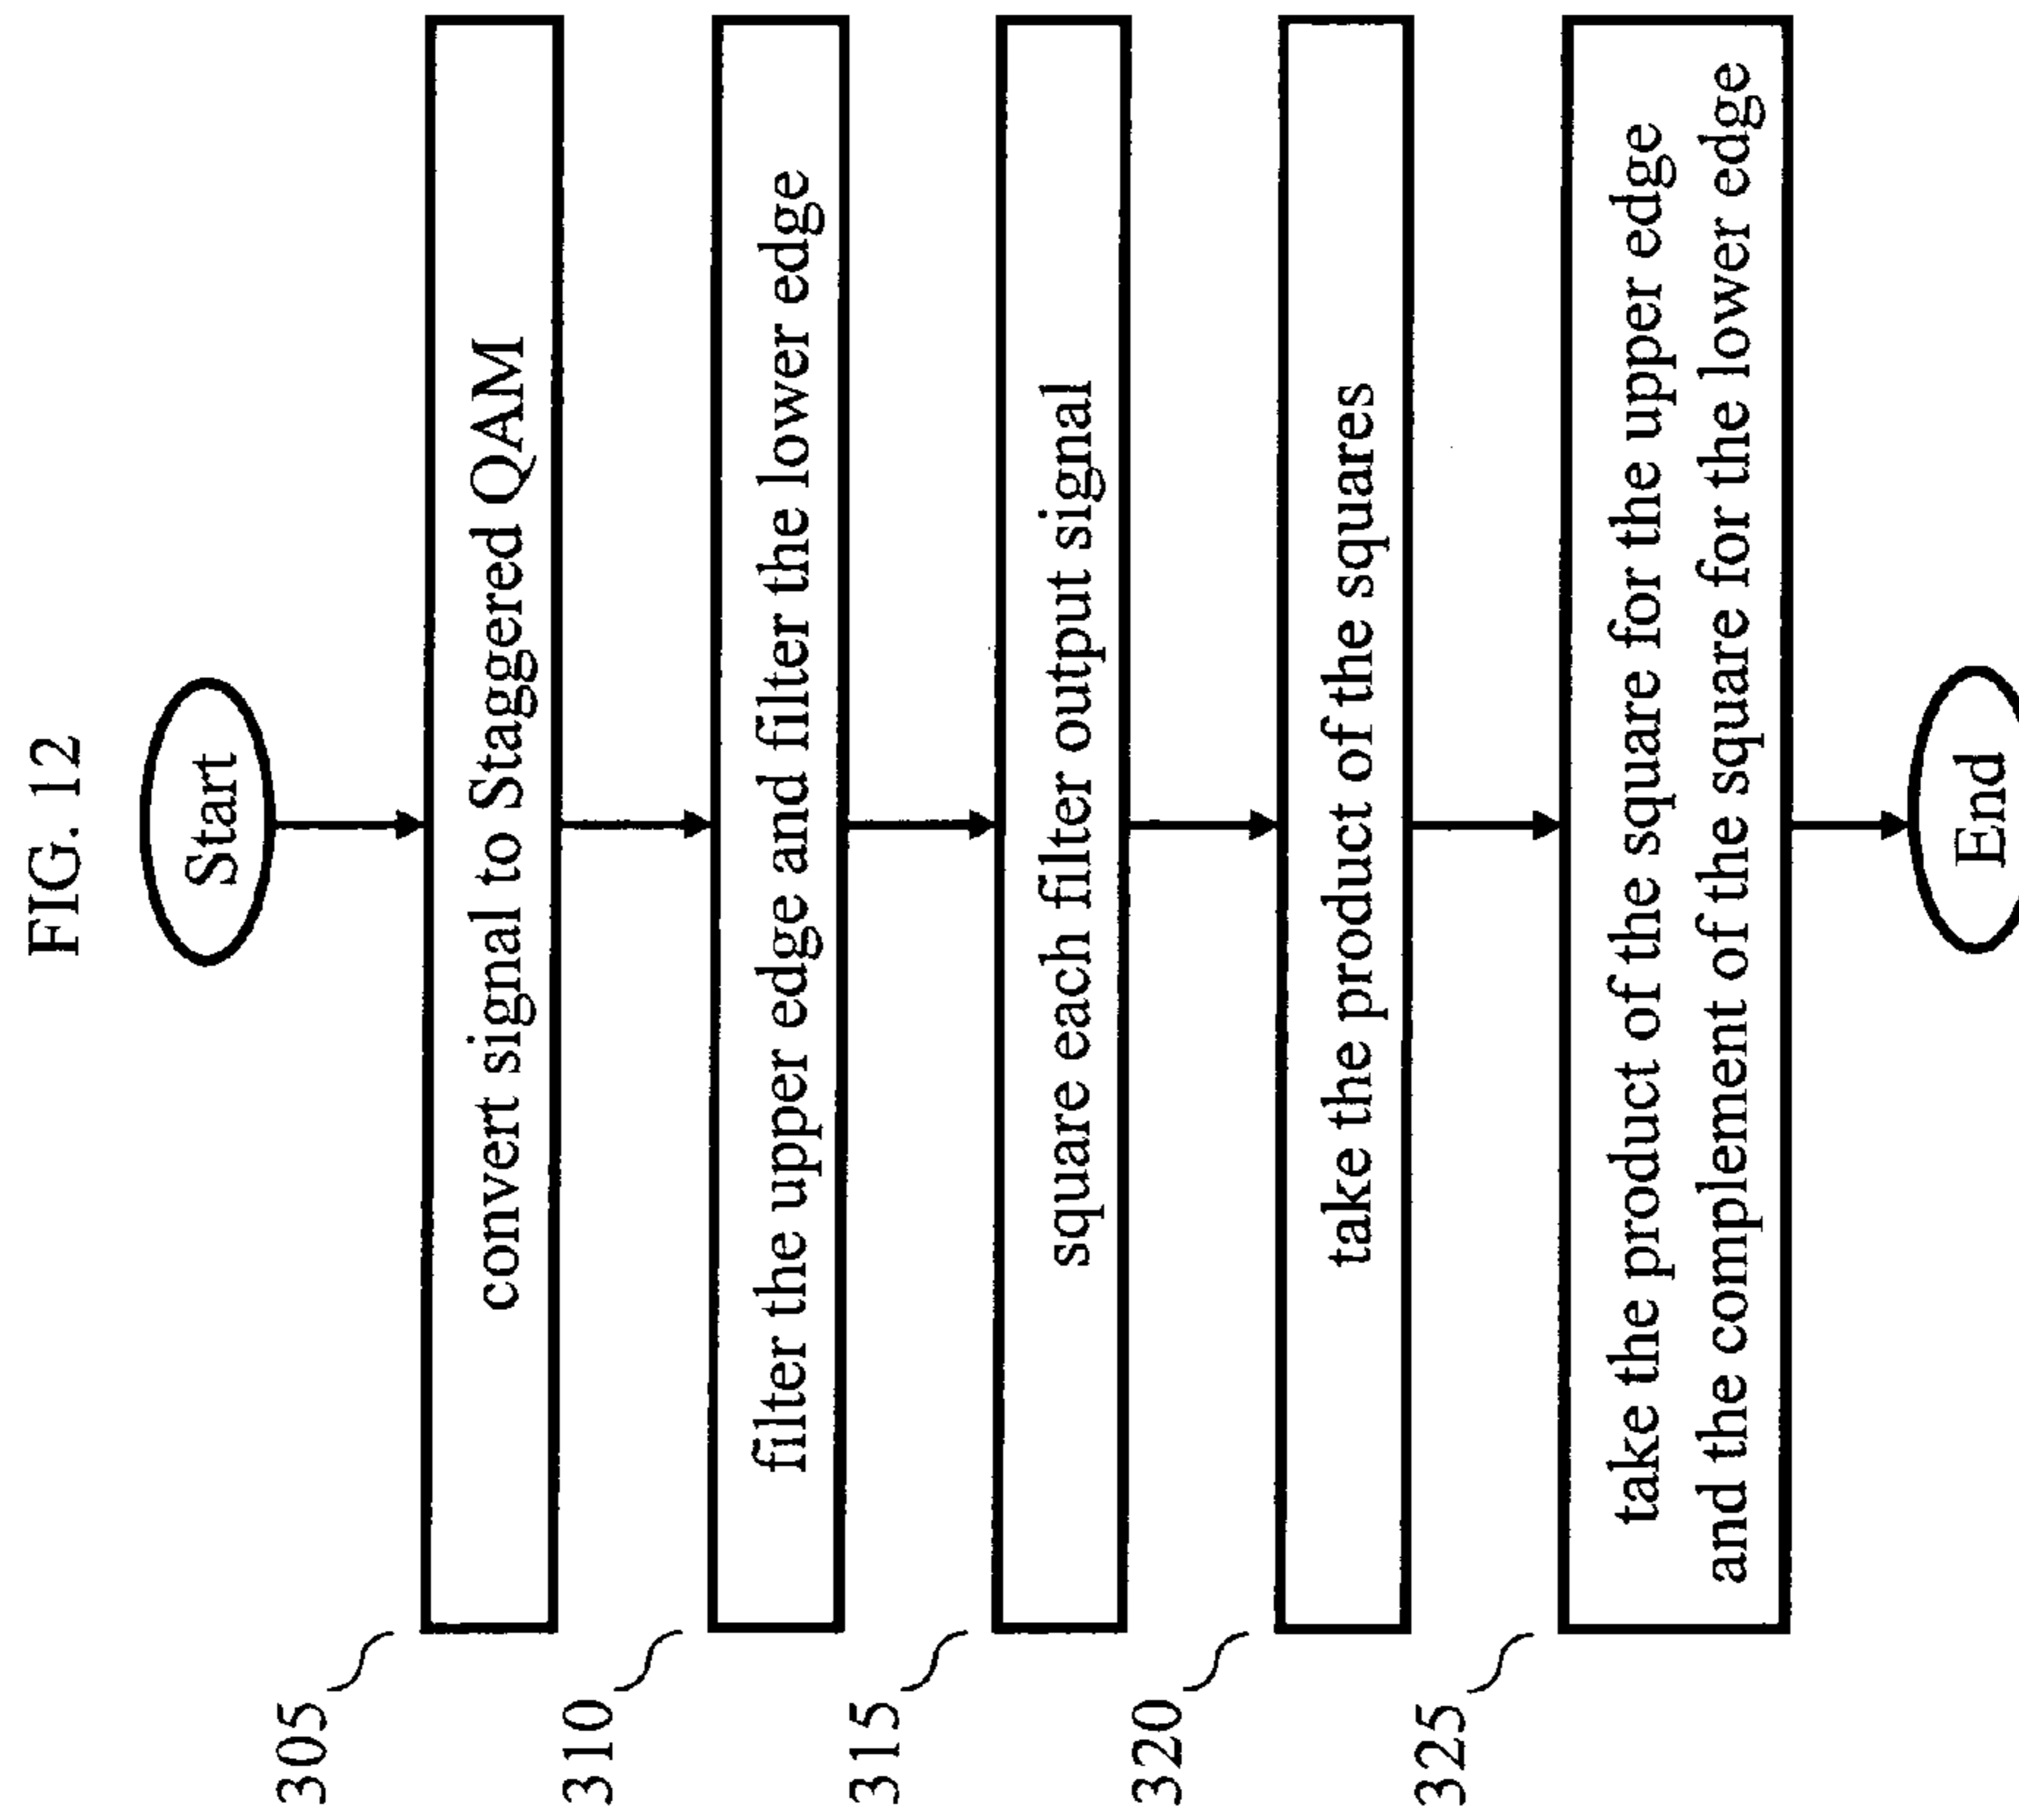 FIG. 12
Start
305
convert signal to Staggered QAM
310
filter the upper edge and filter the lower edge
315
square each filter output signal
320
take the product of the squares
325
take the product of the square for the upper edge
and the complement of the square for the lower edge
End